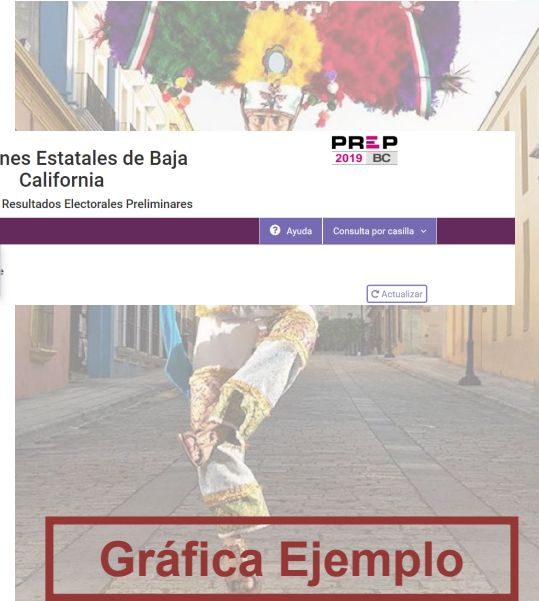 nes Estatales de Baja
California
PREP
2019 BC
Resultados Electorales Preliminares
? Ayuda
Consulta por casilla
e
Actualizar
Gráfica Ejemplo